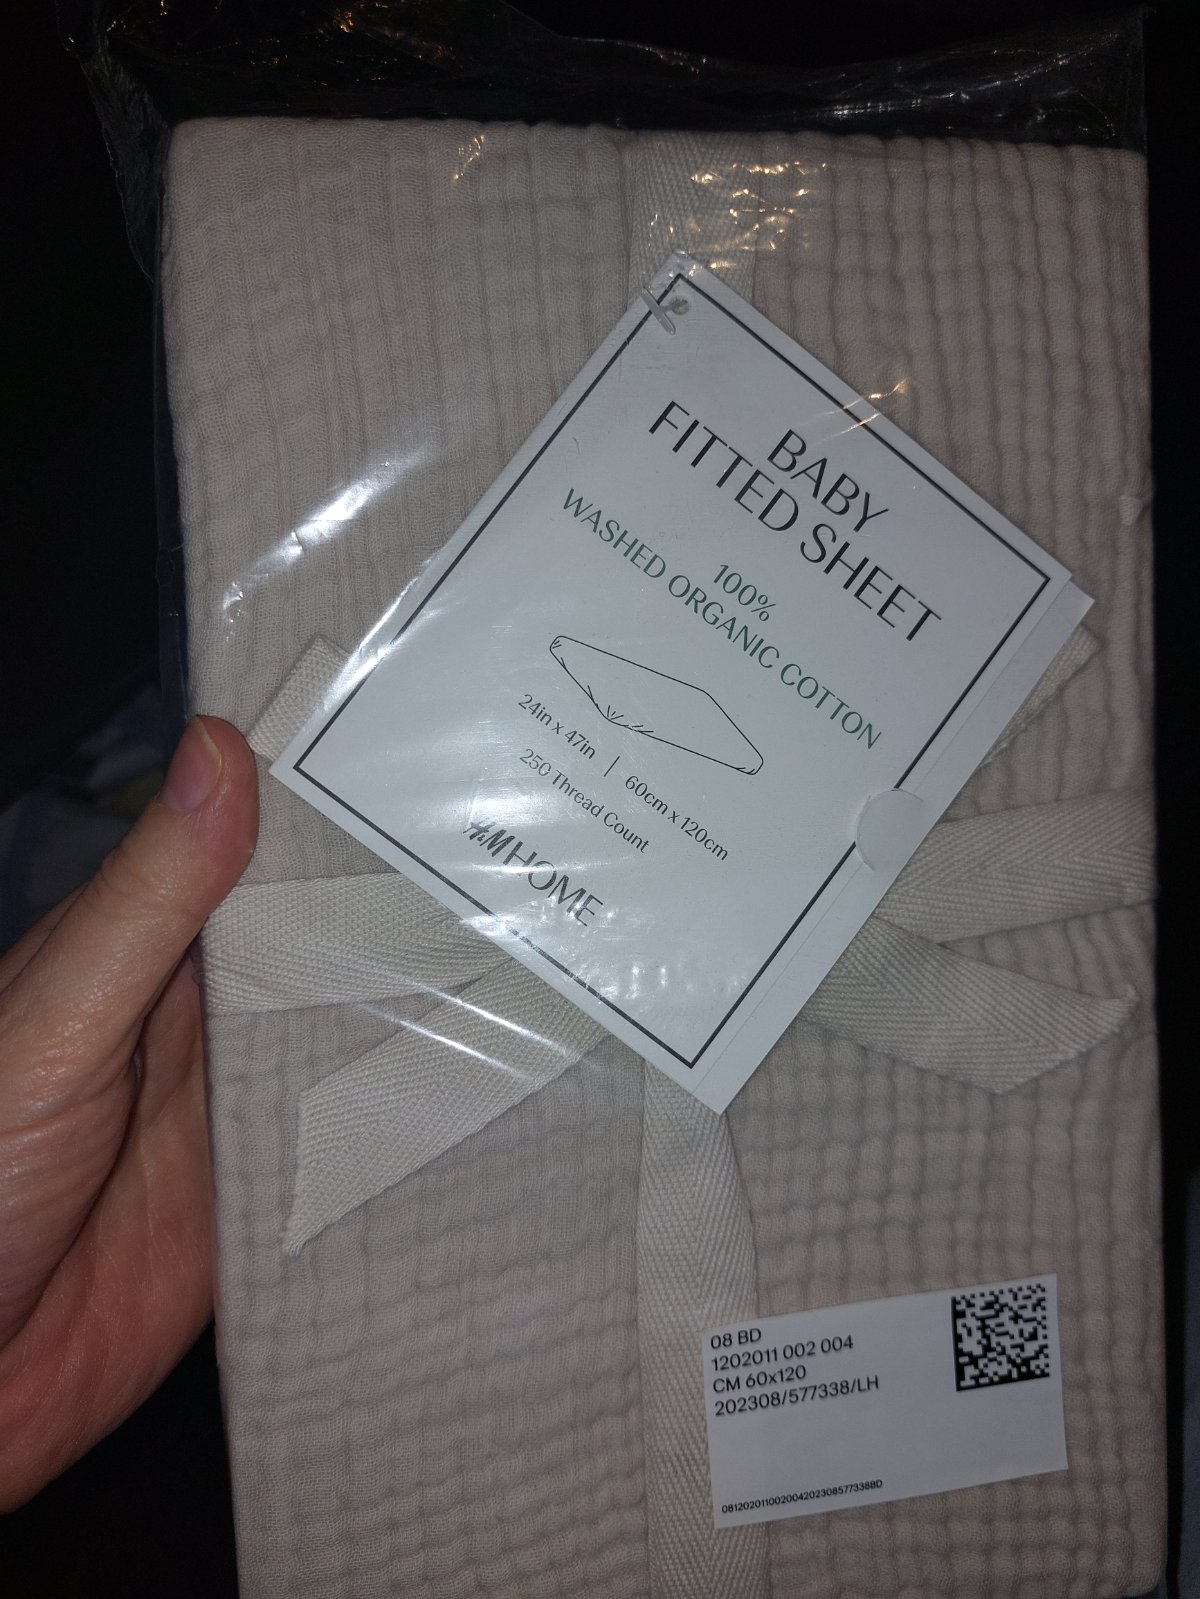 BABY
FITTED SHEET
100%
WASHED ORGANIC COTTON
24in x 47in | 60cm x 120cm
250 Thread Count
H&M HOME
08 BD
1202011 002 004
CM 60x120
202308/577338/LH
081202011002004202308577338BD